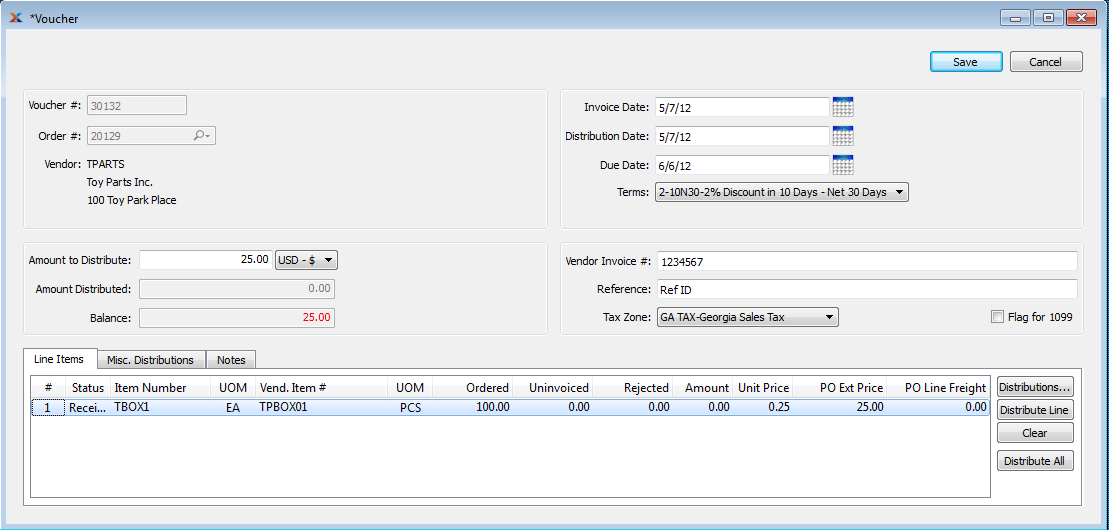 *Voucher
Save
Cancel
Voucher #: 30132
Order #: 20129
Vendor: TPARTS
Toy Parts Inc.
100 Toy Park Place
Invoice Date: 5/7/12
Distribution Date: 5/7/12
Due Date: 6/6/12
Terms: 2-10N30-2% Discount in 10 Days - Net 30 Days
Amount to Distribute: 25.00 USD - $
Amount Distributed: 0.00
Balance: 25.00
Vendor Invoice #: 1234567
Reference: Ref ID
Tax Zone: GA TAX-Georgia Sales Tax
Flag for 1099
Line Items
Misc. Distributions
Notes
# Status Item Number UOM Vend. Item # UOM Ordered Uninvoiced Rejected Amount Unit Price PO Ext Price PO Line Freight
1 Recei... TBOX1 EA TPBOX01 PCS 100.00 0.00 0.00 0.00 0.25 25.00 0.00
Distributions...
Distribute Line
Clear
Distribute All